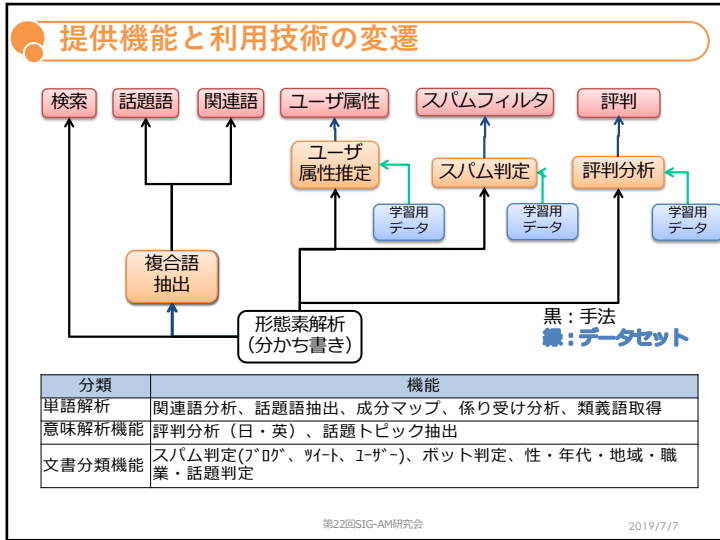 提供機能と利用技術の変遷
検索
話題語
関連語
ユーザ属性
スパムフィルタ
評判
ユーザ
属性推定
スパム判定
評判分析
学習用
データ
学習用
データ
学習用
データ
複合語
抽出
形態素解析
(分かち書き)
黒：手法
緑：データセット
分類
機能
単語解析
関連語分析、話題語抽出、成分マップ、係り受け分析、類義語取得
意味解析機能
評判分析（日・英）、話題トピック抽出
文書分類機能
スパム判定(ﾌﾞﾛｸﾞ、ﾂｲｰﾄ、ﾕｰｻﾞｰ)、ボット判定、性・年代・地域・職
業・話題判定
第22回SIG-AM研究会
2019/7/7